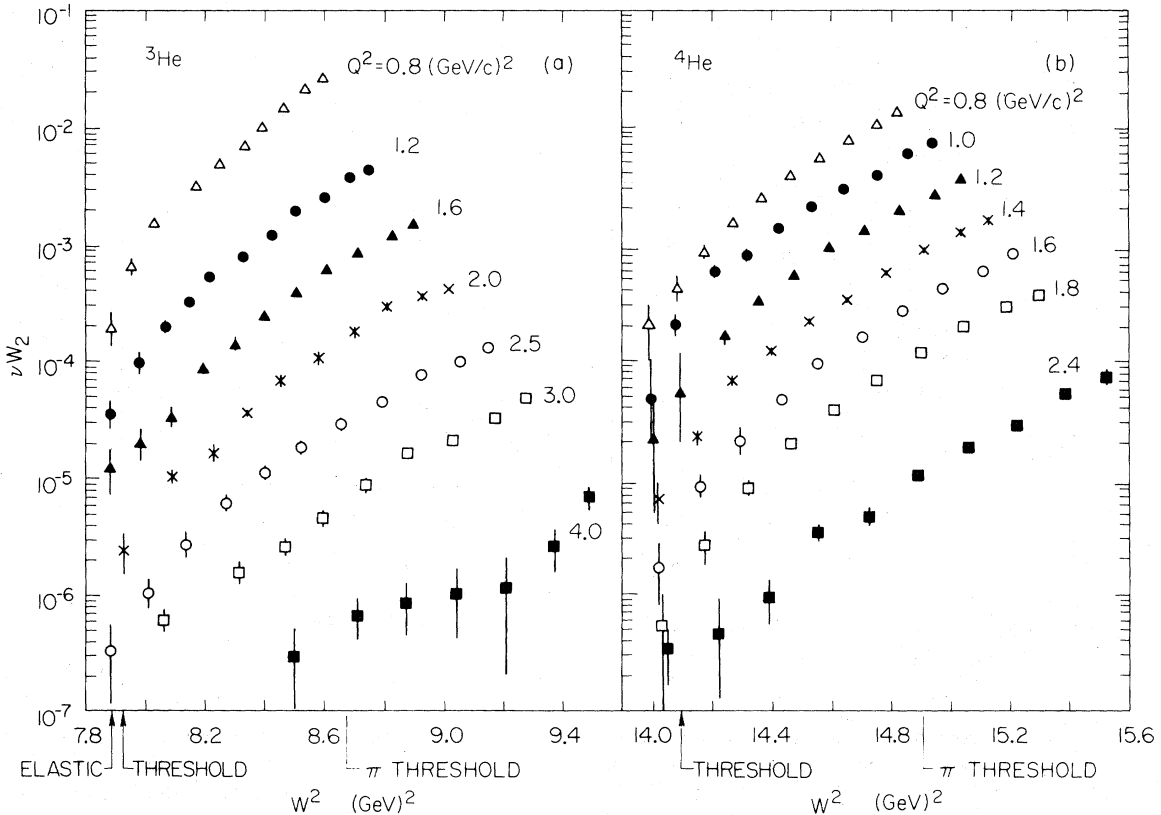 10⁻¹
10⁻²
10⁻³
10⁻⁴
10⁻⁵
10⁻⁶
10⁻⁷
νW₂
³He
Q²=0.8 (GeV/c)²
(a)
1.2
1.6
2.0
2.5
3.0
4.0
⁴He
(b)
Q²=0.8 (GeV/c)²
1.0
1.2
1.4
1.6
1.8
2.4
7.8 8.2 8.6 9.0 9.4 14.0 14.4 14.8 15.2 15.6
ELASTIC THRESHOLD π THRESHOLD THRESHOLD π THRESHOLD
W² (GeV)² W² (GeV)²